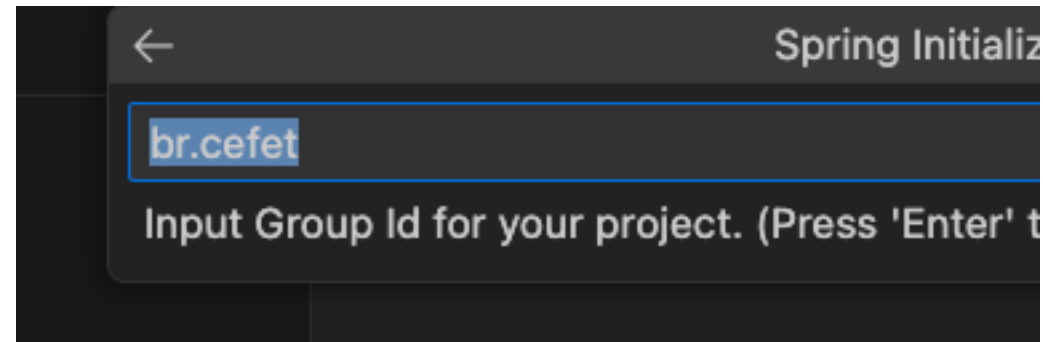 Spring Initializ
br.cefet
Input Group Id for your project. (Press 'Enter' t